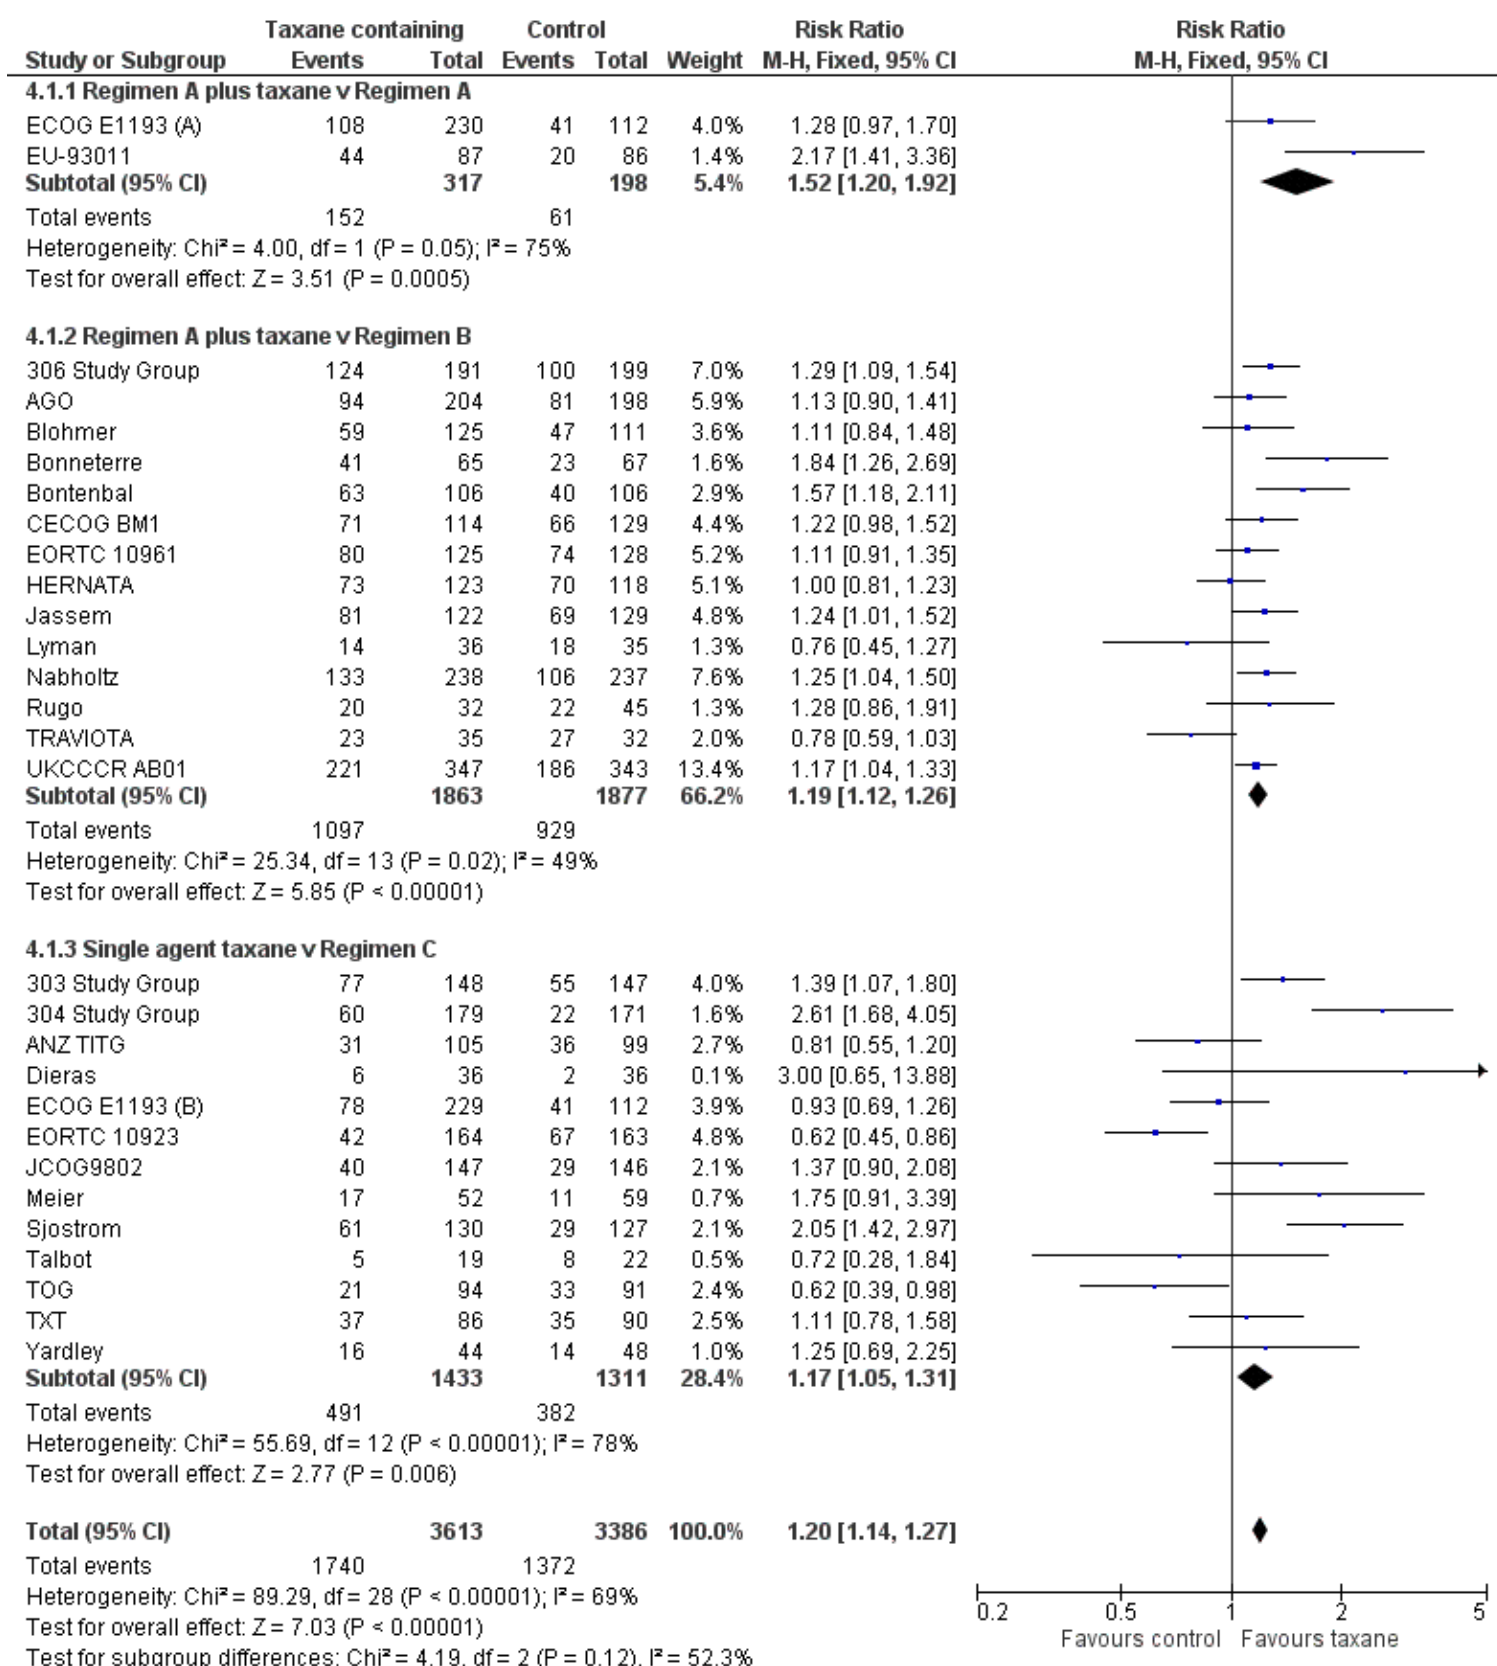 Taxane containing Control Risk Ratio Risk Ratio
Study or Subgroup Events Total Events Total Weight M-H, Fixed, 95% CI M-H, Fixed, 95% CI
4.1.1 Regimen A plus taxane v Regimen A
ECOG E1193 (A) 108 230 41 112 4.0% 1.28 [0.97, 1.70]
EU-93011 44 87 20 86 1.4% 2.17 [1.41, 3.36]
Subtotal (95% CI) 317 198 5.4% 1.52 [1.20, 1.92]
Total events 152 61
Heterogeneity: Chi² = 4.00, df = 1 (P = 0.05); I² = 75%
Test for overall effect: Z = 3.51 (P = 0.0005)
4.1.2 Regimen A plus taxane v Regimen B
306 Study Group 124 191 100 199 7.0% 1.29 [1.09, 1.54]
AGO 94 204 81 198 5.9% 1.13 [0.90, 1.41]
Blohmer 59 125 47 111 3.6% 1.11 [0.84, 1.48]
Bonneterre 41 65 23 67 1.6% 1.84 [1.26, 2.69]
Bontenbal 63 106 40 106 2.9% 1.57 [1.18, 2.11]
CECOG BM1 71 114 66 129 4.4% 1.22 [0.98, 1.52]
EORTC 10961 80 125 74 128 5.2% 1.11 [0.91, 1.35]
HERNATA 73 123 70 118 5.1% 1.00 [0.81, 1.23]
Jassem 81 122 69 129 4.8% 1.24 [1.01, 1.52]
Lyman 14 36 18 35 1.3% 0.76 [0.45, 1.27]
Nabholtz 133 238 106 237 7.6% 1.25 [1.04, 1.50]
Rugo 20 32 22 45 1.3% 1.28 [0.86, 1.91]
TRAVIOTA 23 35 27 32 2.0% 0.78 [0.59, 1.03]
UKCCCR AB01 221 347 186 343 13.4% 1.17 [1.04, 1.33]
Subtotal (95% CI) 1863 1877 66.2% 1.19 [1.12, 1.26]
Total events 1097 929
Heterogeneity: Chi² = 25.34, df = 13 (P = 0.02); I² = 49%
Test for overall effect: Z = 5.85 (P < 0.00001)
4.1.3 Single agent taxane v Regimen C
303 Study Group 77 148 55 147 4.0% 1.39 [1.07, 1.80]
304 Study Group 60 179 22 171 1.6% 2.61 [1.68, 4.05]
ANZ TITG 31 105 36 99 2.7% 0.81 [0.55, 1.20]
Dieras 6 36 2 36 0.1% 3.00 [0.65, 13.88]
ECOG E1193 (B) 78 229 41 112 3.9% 0.93 [0.69, 1.26]
EORTC 10923 42 164 67 163 4.8% 0.62 [0.45, 0.86]
JCOG9802 40 147 29 146 2.1% 1.37 [0.90, 2.08]
Meier 17 52 11 59 0.7% 1.75 [0.91, 3.39]
Sjostrom 61 130 29 127 2.1% 2.05 [1.42, 2.97]
Talbot 5 19 8 22 0.5% 0.72 [0.28, 1.84]
TOG 21 94 33 91 2.4% 0.62 [0.39, 0.98]
TXT 37 86 35 90 2.5% 1.11 [0.78, 1.58]
Yardley 16 44 14 48 1.0% 1.25 [0.69, 2.25]
Subtotal (95% CI) 1433 1311 28.4% 1.17 [1.05, 1.31]
Total events 491 382
Heterogeneity: Chi² = 55.69, df = 12 (P < 0.00001); I² = 78%
Test for overall effect: Z = 2.77 (P = 0.006)
Total (95% CI) 3613 3386 100.0% 1.20 [1.14, 1.27]
Total events 1740 1372
Heterogeneity: Chi² = 89.29, df = 28 (P < 0.00001); I² = 69%
Test for overall effect: Z = 7.03 (P < 0.00001)
Test for subgroup differences: Chi² = 4.19, df = 2 (P = 0.12), I² = 52.3%
0.2 0.5 1 2 5
Favours control Favours taxane